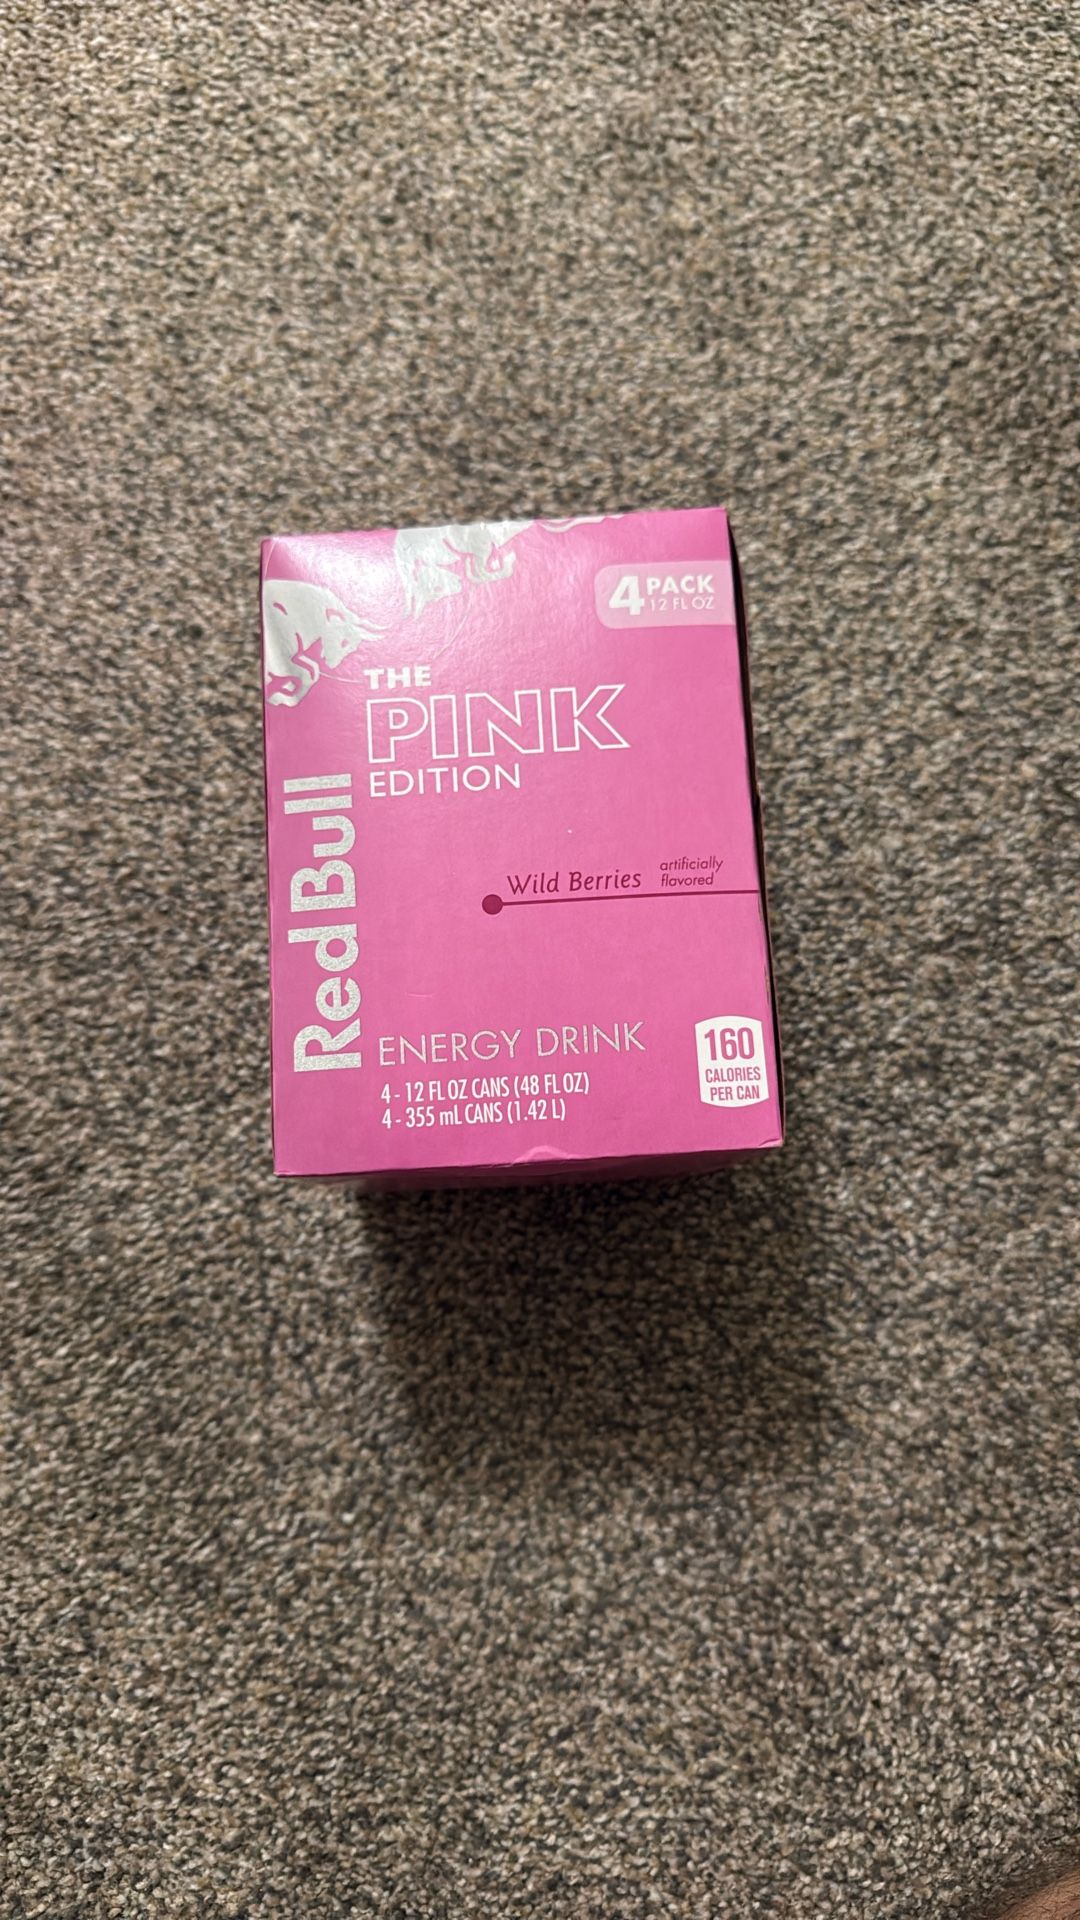 4 PACK
12 FL OZ
THE
PINK
EDITION
Red Bull
Wild Berries
artificially
flavored
ENERGY DRINK
4 - 12 FL OZ CANS (48 FL OZ)
4 - 355 mL CANS (1.42 L)
160
CALORIES
PER CAN